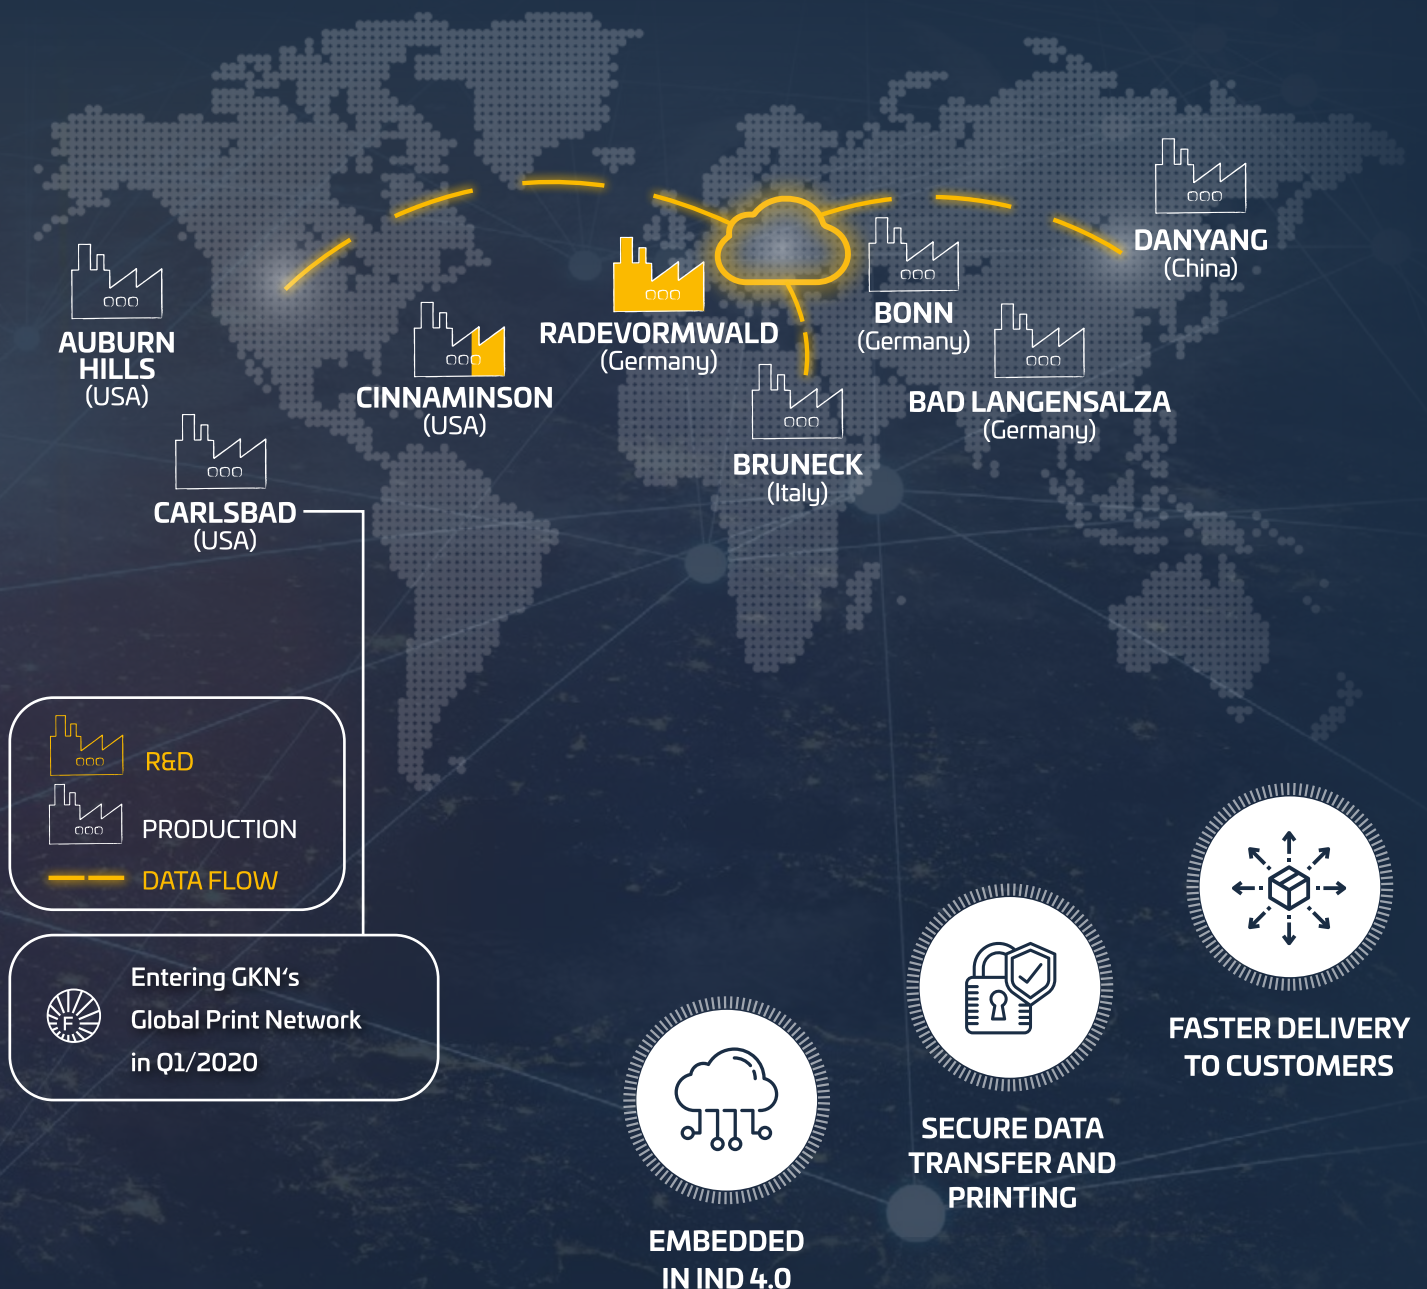 DANYANG
(China)
BONN
(Germany)
RADEVORMWALD
(Germany)
AUBURN
HILLS
(USA)
CINNAMINSON
(USA)
BAD LANGENSALZA
(Germany)
BRUNECK
(Italy)
CARLSBAD
(USA)
R&D
PRODUCTION
DATA FLOW
F
Entering GKN‘s
Global Print Network
in Q1/2020
FASTER DELIVERY
TO CUSTOMERS
SECURE DATA
TRANSFER AND
PRINTING
EMBEDDED
IN IND 4.0